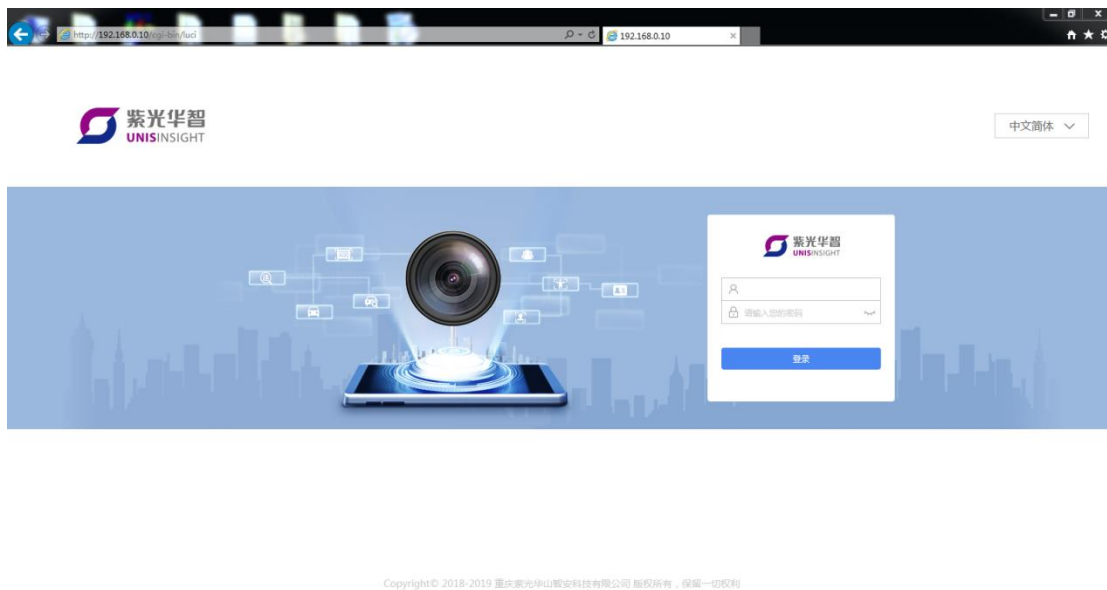 http://192.168.0.10/cgi-bin/luci
192.168.0.10
紫光华智
UNISINSIGHT
中文简体
紫光华智
UNISINSIGHT
请输入您的密码
登录
Copyright© 2018-2019 重庆紫光华山智安科技有限公司 版权所有，保留一切权利